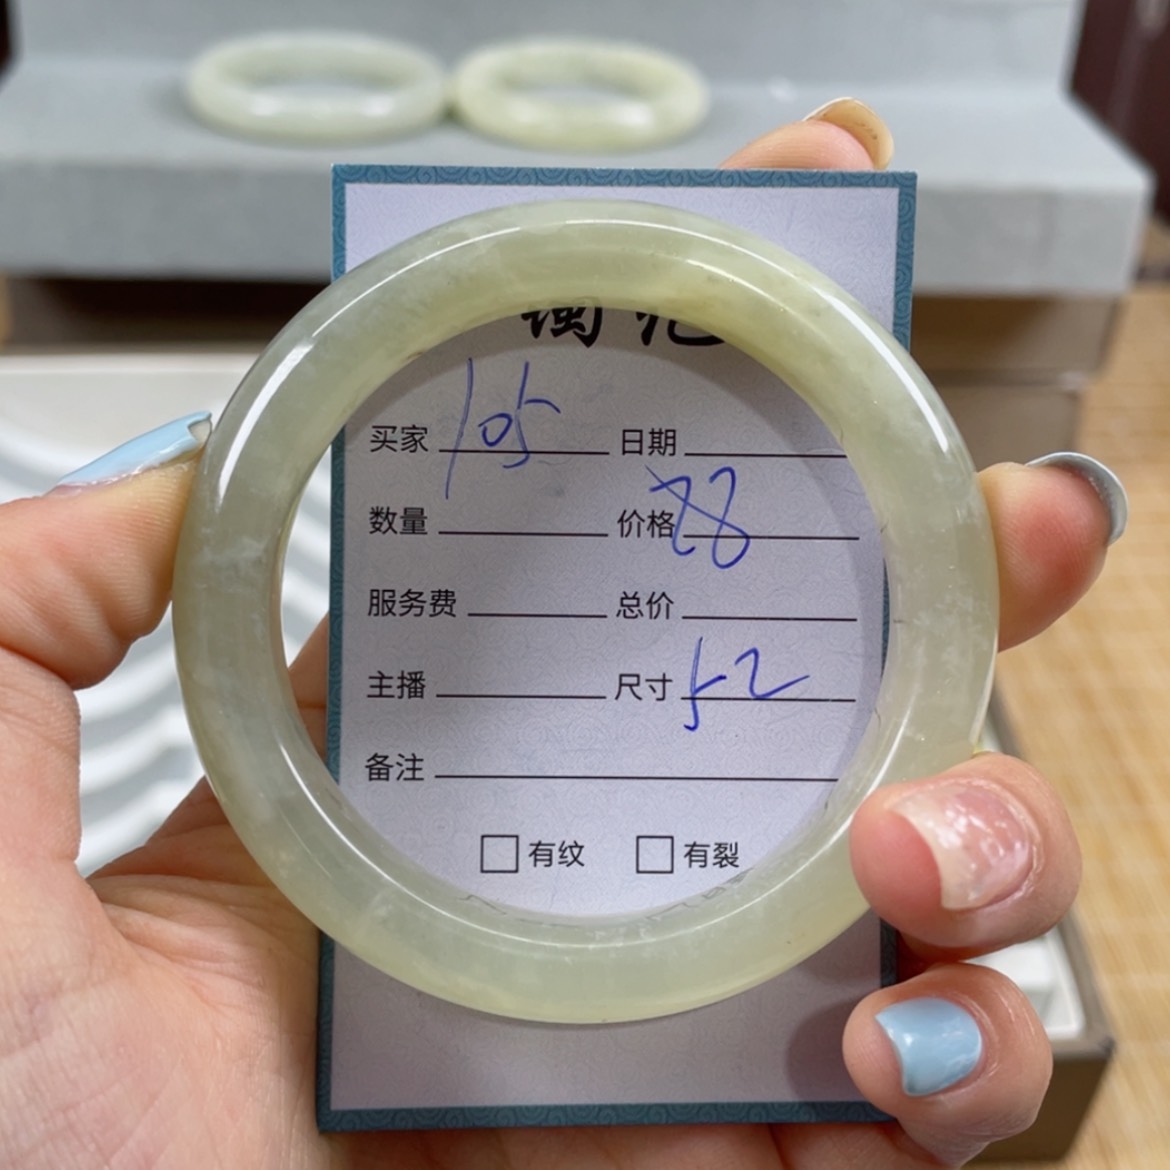 买家 105 日期
数量 价格 88
服务费 总价
主播 尺寸 52
备注
□ 有纹 □ 有裂